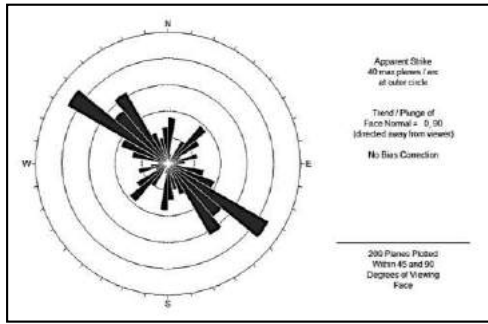 N
W
E
S
Apparent Strike
40 max planes / arc
at outer circle
Trend / Plunge of
Face Normal = 0, 90
(directed away from viewer)
No Bias Correction
200 Planes Plotted
Within 45 and 90
Degrees of Viewing
Face